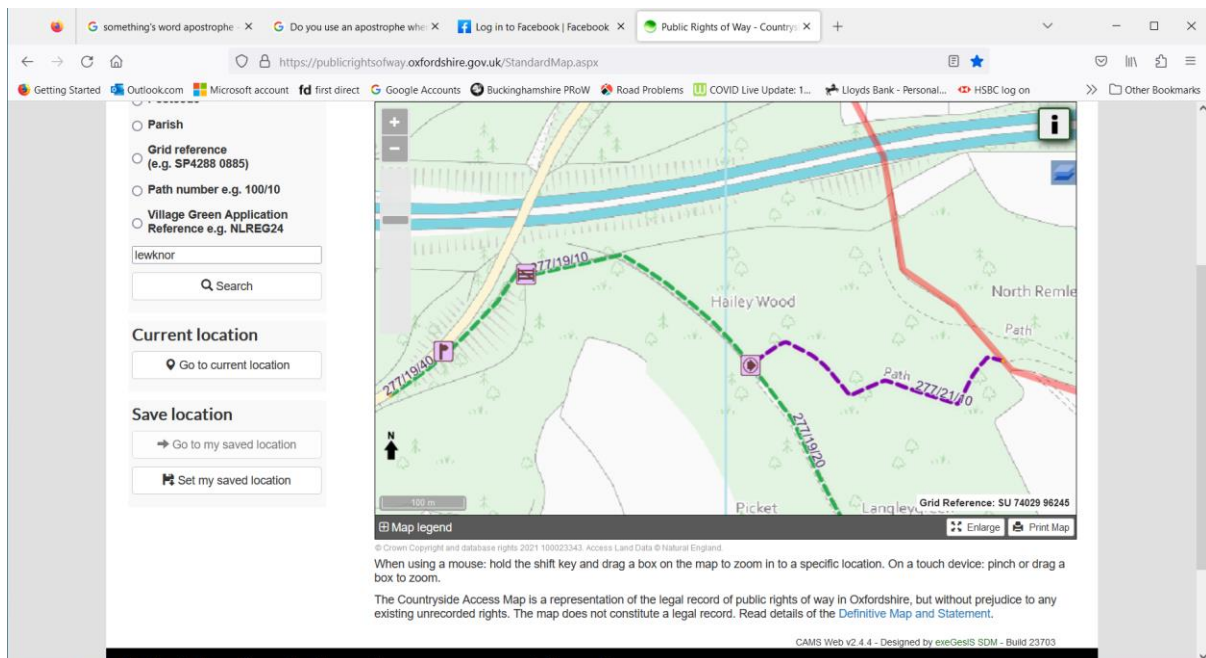 something's word apostrophe -
Do you use an apostrophe whe
Log in to Facebook | Facebook
Public Rights of Way - Countrys
https://publicrightsofway.oxfordshire.gov.uk/StandardMap.aspx
Getting Started
Outlook.com
Microsoft account
fd first direct
Google Accounts
Buckinghamshire PRoW
Road Problems
COVID Live Update: 1...
Lloyds Bank - Personal...
HSBC log on
Other Bookmarks
Parish
Grid reference
(e.g. SP4288 0885)
Path number e.g. 100/10
Village Green Application
Reference e.g. NLREG24
lewknor
Search
Current location
Go to current location
Save location
Go to my saved location
Set my saved location
277/19/10
Hailey Wood
North Remle
Path
277/19/40
Path 277/21/10
277/19/20
N
100 m
Picket
Langleygreen
Grid Reference: SU 74029 96245
Map legend
Enlarge
Print Map
© Crown Copyright and database rights 2021 100023343. Access Land Data © Natural England.
When using a mouse: hold the shift key and drag a box on the map to zoom in to a specific location. On a touch device: pinch or drag a
box to zoom.
The Countryside Access Map is a representation of the legal record of public rights of way in Oxfordshire, but without prejudice to any
existing unrecorded rights. The map does not constitute a legal record. Read details of the Definitive Map and Statement.
CAMS Web v2.4.4 - Designed by exeGesIS SDM - Build 23703